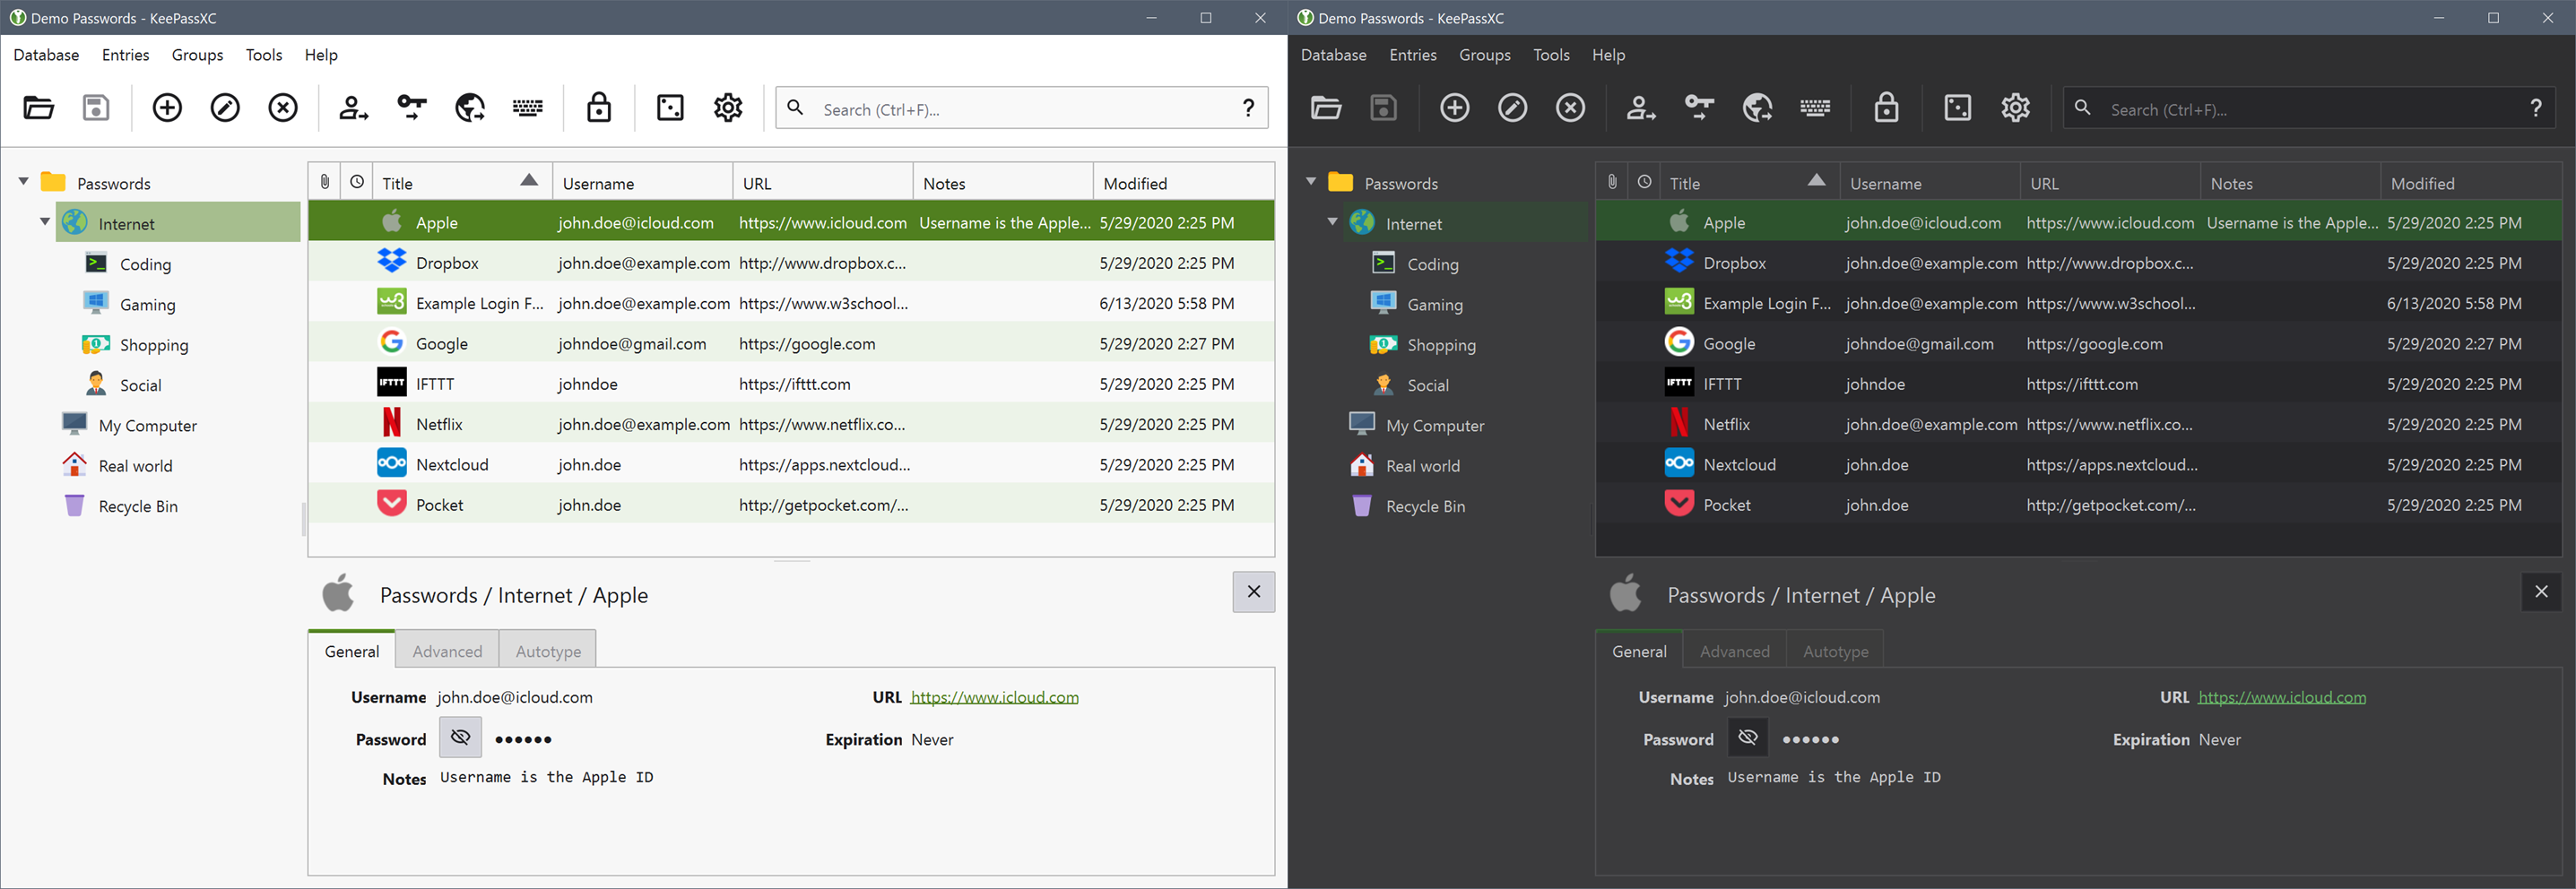 Demo Passwords - KeePassXC
Database Entries Groups Tools Help
Search (Ctrl+F)... ?
Passwords
Internet
Coding
Gaming
Shopping
Social
My Computer
Real world
Recycle Bin
Title Username URL Notes Modified
Apple john.doe@icloud.com https://www.icloud.com Username is the Apple... 5/29/2020 2:25 PM
Dropbox john.doe@example.com http://www.dropbox.c... 5/29/2020 2:25 PM
w3 Example Login F... john.doe@example.com https://www.w3school... 6/13/2020 5:58 PM
Google johndoe@gmail.com https://google.com 5/29/2020 2:27 PM
IFTTT IFTTT johndoe https://ifttt.com 5/29/2020 2:25 PM
Netflix john.doe@example.com https://www.netflix.co... 5/29/2020 2:25 PM
Nextcloud john.doe https://apps.nextcloud... 5/29/2020 2:25 PM
Pocket john.doe http://getpocket.com/... 5/29/2020 2:25 PM
Passwords / Internet / Apple
General Advanced Autotype
Username john.doe@icloud.com URL https://www.icloud.com
Password ●●●●●● Expiration Never
Notes Username is the Apple ID
Demo Passwords - KeePassXC
Database Entries Groups Tools Help
Search (Ctrl+F)... ?
Passwords
Internet
Coding
Gaming
Shopping
Social
My Computer
Real world
Recycle Bin
Title Username URL Notes Modified
Apple john.doe@icloud.com https://www.icloud.com Username is the Apple... 5/29/2020 2:25 PM
Dropbox john.doe@example.com http://www.dropbox.c... 5/29/2020 2:25 PM
w3 Example Login F... john.doe@example.com https://www.w3school... 6/13/2020 5:58 PM
Google johndoe@gmail.com https://google.com 5/29/2020 2:27 PM
IFTTT IFTTT johndoe https://ifttt.com 5/29/2020 2:25 PM
Netflix john.doe@example.com https://www.netflix.co... 5/29/2020 2:25 PM
Nextcloud john.doe https://apps.nextcloud... 5/29/2020 2:25 PM
Pocket john.doe http://getpocket.com/... 5/29/2020 2:25 PM
Passwords / Internet / Apple
General Advanced Autotype
Username john.doe@icloud.com URL https://www.icloud.com
Password ●●●●●● Expiration Never
Notes Username is the Apple ID